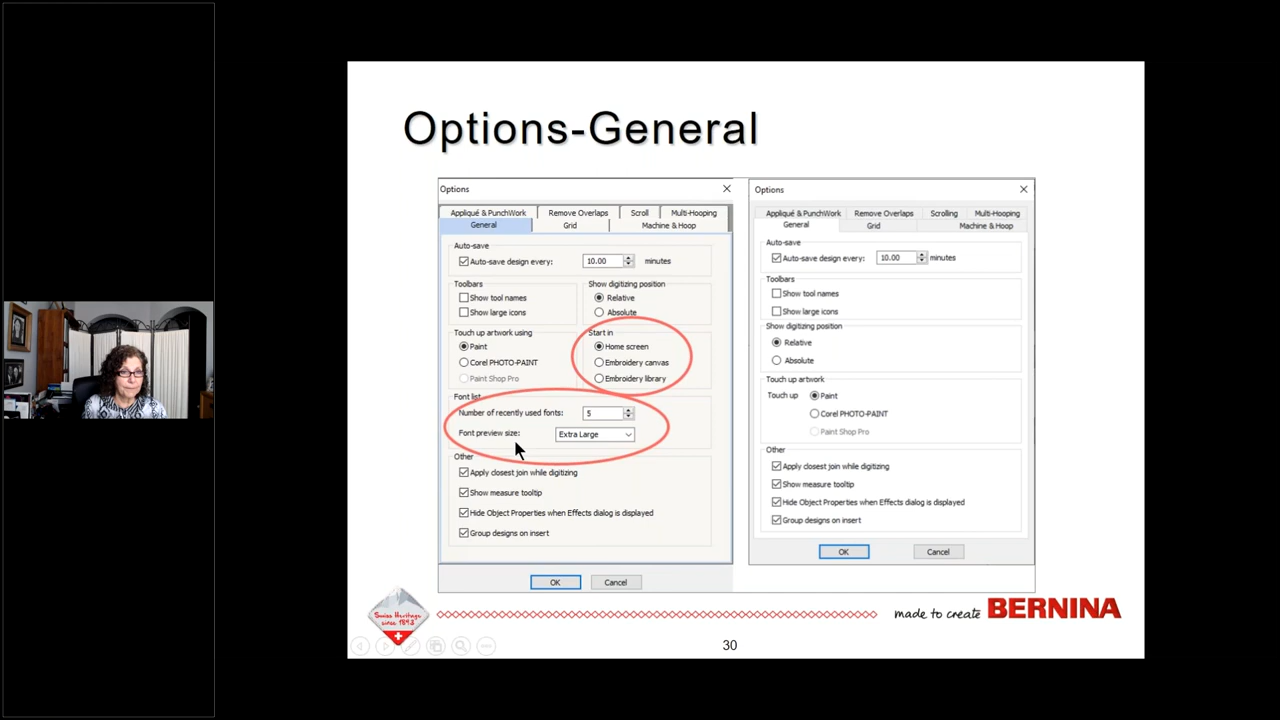 Options-General
Options
Appliqué & PunchWork Remove Overlaps Scroll Multi-Hooping
General Grid Machine & Hoop
Auto-save
Auto-save design every: 10.00 minutes
Toolbars
Show tool names
Show large icons
Show digitizing position
Relative
Absolute
Touch up artwork using
Paint
Corel PHOTO-PAINT
Paint Shop Pro
Start in
Home screen
Embroidery canvas
Embroidery library
Font list
Number of recently used fonts: 5
Font preview size: Extra Large
Other
Apply closest join while digitizing
Show measure tooltip
Hide Object Properties when Effects dialog is displayed
Group designs on insert
OK Cancel
Options
Appliqué & PunchWork Remove Overlaps Scrolling Multi-Hooping
General Grid Machine & Hoop
Auto-save
Auto-save design every: 10.00 minutes
Toolbars
Show tool names
Show large icons
Show digitizing position
Relative
Absolute
Touch up artwork
Touch up Paint
Corel PHOTO-PAINT
Paint Shop Pro
Other
Apply closest join while digitizing
Show measure tooltip
Hide Object Properties when Effects dialog is displayed
Group designs on insert
OK Cancel
Swiss Heritage
since 1893
made to create BERNINA
30